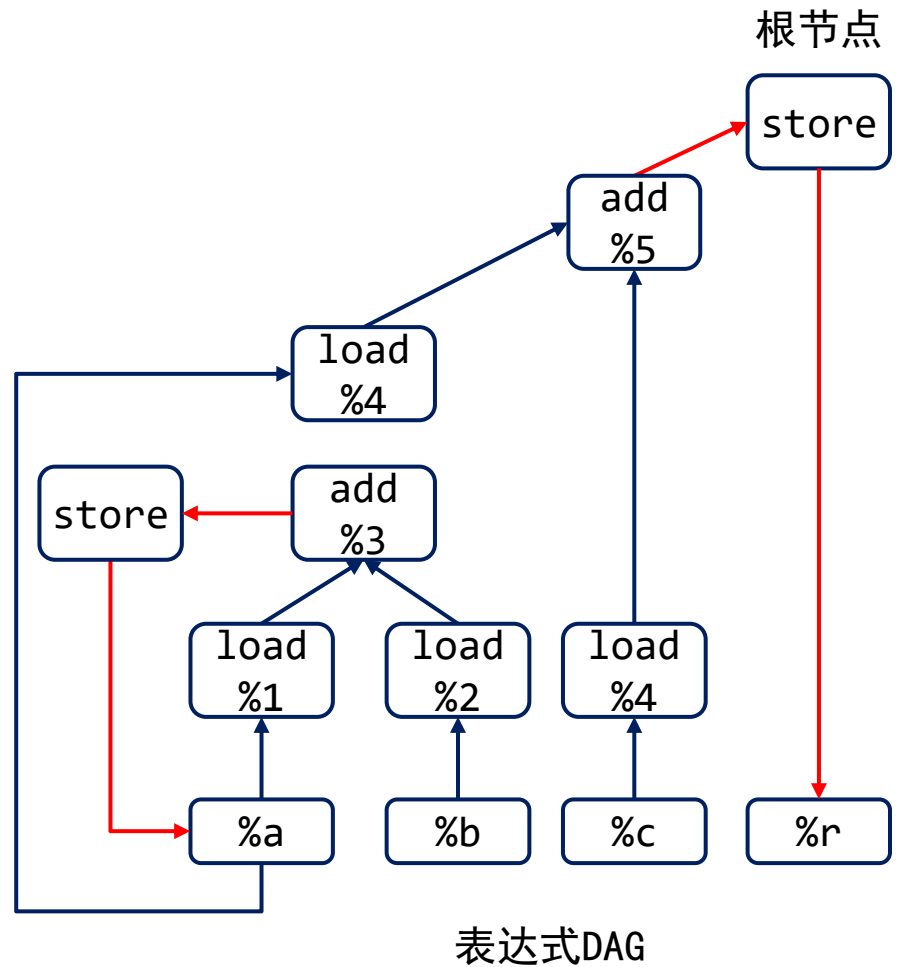 根节点
store
add
%5
load
%4
store
add
%3
load
%1
load
%2
load
%4
%a
%b
%c
%r
表达式DAG